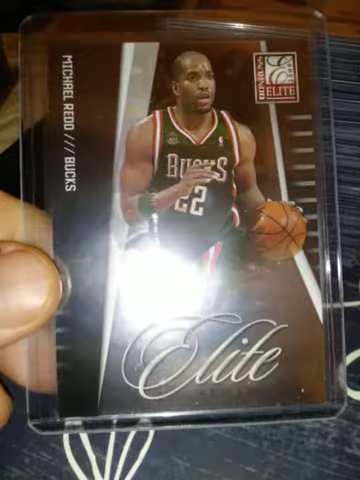 MICHAEL REDD /// BUCKS
DONRUSS
ELITE
BUCKS
22
Elite